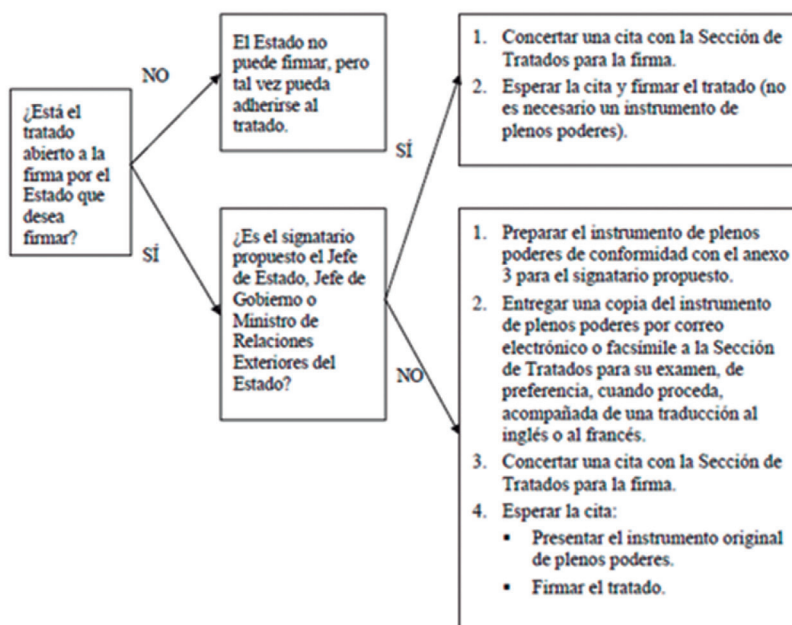 ¿Está el
tratado
abierto a la
firma por el
Estado que
desea
firmar?
NO
SÍ
El Estado no
puede firmar, pero
tal vez pueda
adherirse al
tratado.
¿Es el signatario
propuesto el Jefe
de Estado, Jefe de
Gobierno o
Ministro de
Relaciones
Exteriores del
Estado?
SÍ
NO
1. Concertar una cita con la Sección de
Tratados para la firma.
2. Esperar la cita y firmar el tratado (no
es necesario un instrumento de
plenos poderes).
1. Preparar el instrumento de plenos
poderes de conformidad con el anexo
3 para el signatario propuesto.
2. Entregar una copia del instrumento
de plenos poderes por correo
electrónico o facsímile a la Sección
de Tratados para su examen, de
preferencia, cuando proceda,
acompañada de una traducción al
inglés o al francés.
3. Concertar una cita con la Sección de
Tratados para la firma.
4. Esperar la cita:
▪ Presentar el instrumento original
de plenos poderes.
▪ Firmar el tratado.